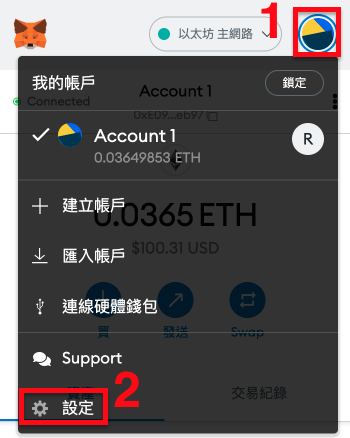 以太坊 主網路
1
我的帳戶
鎖定
Connected
Account 1
0xE09...eb97
Account 1
0.03649853 ETH
R
建立帳戶
0.0365 ETH
匯入帳戶
$100.31 USD
連線硬體錢包
買
發送
Swap
Support
設定
2
交易紀錄